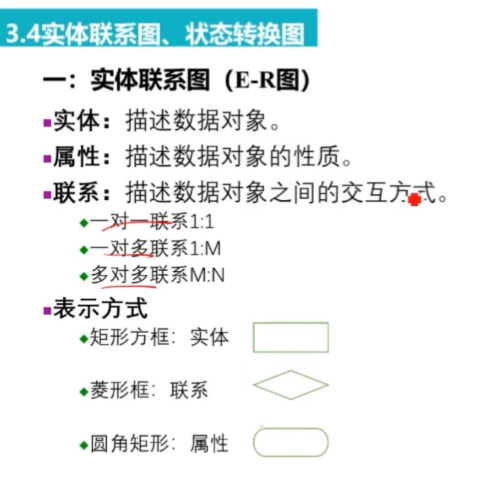 3.4实体联系图、状态转换图
一：实体联系图（E-R图）
实体：描述数据对象。
属性：描述数据对象的性质。
联系：描述数据对象之间的交互方式。
一对一联系1:1
一对多联系1:M
多对多联系M:N
表示方式
矩形方框：实体
菱形框：联系
圆角矩形：属性